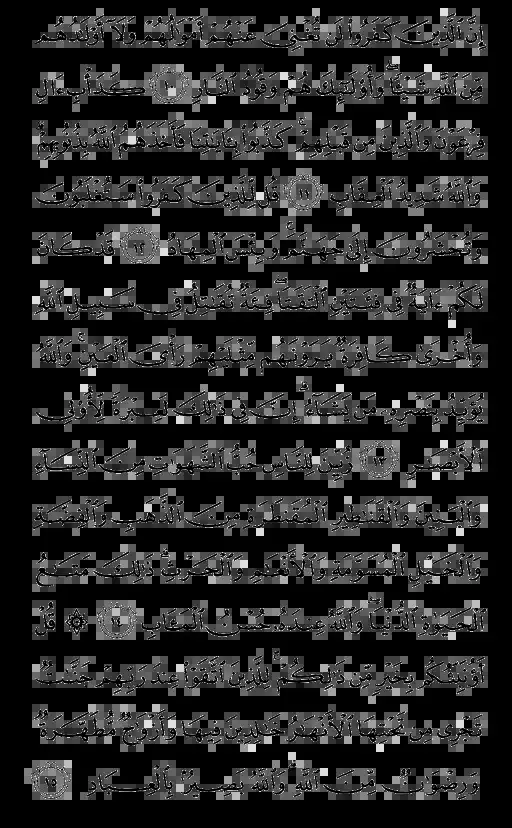 إِنَّ ٱلَّذِينَ كَفَرُوا۟ لَن تُغْنِىَ عَنْهُمْ أَمْوَٰلُهُمْ وَلَآ أَوْلَٰدُهُم
مِّنَ ٱللَّهِ شَيْـًٔا وَأُو۟لَٰٓئِكَ هُمْ وَقُودُ ٱلنَّارِ ١٠ كَدَأْبِ ءَالِ
فِرْعَوْنَ وَٱلَّذِينَ مِن قَبْلِهِمْ كَذَّبُوا۟ بِـَٔايَٰتِنَا فَأَخَذَهُمُ ٱللَّهُ بِذُنُوبِهِمْ
وَٱللَّهُ شَدِيدُ ٱلْعِقَابِ ١١ قُل لِّلَّذِينَ كَفَرُوا۟ سَتُغْلَبُونَ
وَتُحْشَرُونَ إِلَىٰ جَهَنَّمَ وَبِئْسَ ٱلْمِهَادُ ١٢ قَدْ كَانَ
لَكُمْ ءَايَةٌ فِى فِئَتَيْنِ ٱلْتَقَتَا فِئَةٌ تُقَٰتِلُ فِى سَبِيلِ ٱللَّهِ
وَأُخْرَىٰ كَافِرَةٌ يَرَوْنَهُم مِّثْلَيْهِمْ رَأْىَ ٱلْعَيْنِ وَٱللَّهُ
يُؤَيِّدُ بِنَصْرِهِۦ مَن يَشَآءُ إِنَّ فِى ذَٰلِكَ لَعِبْرَةً لِّأُو۟لِى
ٱلْأَبْصَٰرِ ١٣ زُيِّنَ لِلنَّاسِ حُبُّ ٱلشَّهَوَٰتِ مِنَ ٱلنِّسَآءِ
وَٱلْبَنِينَ وَٱلْقَنَٰطِيرِ ٱلْمُقَنطَرَةِ مِنَ ٱلذَّهَبِ وَٱلْفِضَّةِ
وَٱلْخَيْلِ ٱلْمُسَوَّمَةِ وَٱلْأَنْعَٰمِ وَٱلْحَرْثِ ذَٰلِكَ مَتَٰعُ
ٱلْحَيَوٰةِ ٱلدُّنْيَا وَٱللَّهُ عِندَهُۥ حُسْنُ ٱلْمَـَٔابِ ١٤ ۞ قُلْ
أَؤُنَبِّئُكُم بِخَيْرٍ مِّن ذَٰلِكُمْ لِلَّذِينَ ٱتَّقَوْا۟ عِندَ رَبِّهِمْ جَنَّٰتٌ
تَجْرِى مِن تَحْتِهَا ٱلْأَنْهَٰرُ خَٰلِدِينَ فِيهَا وَأَزْوَٰجٌ مُّطَهَّرَةٌ
وَرِضْوَٰنٌ مِّنَ ٱللَّهِ وَٱللَّهُ بَصِيرٌۢ بِٱلْعِبَادِ ١٥